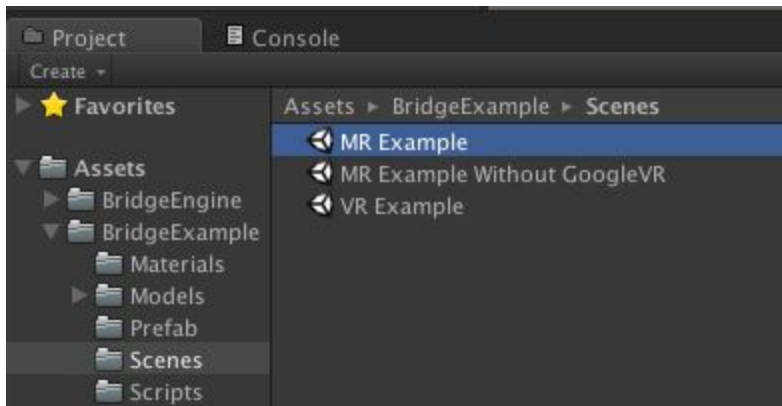 Project
Console
Create
Favorites
Assets
BridgeEngine
BridgeExample
Materials
Models
Prefab
Scenes
Scripts
Assets ▸ BridgeExample ▸ Scenes
MR Example
MR Example Without GoogleVR
VR Example